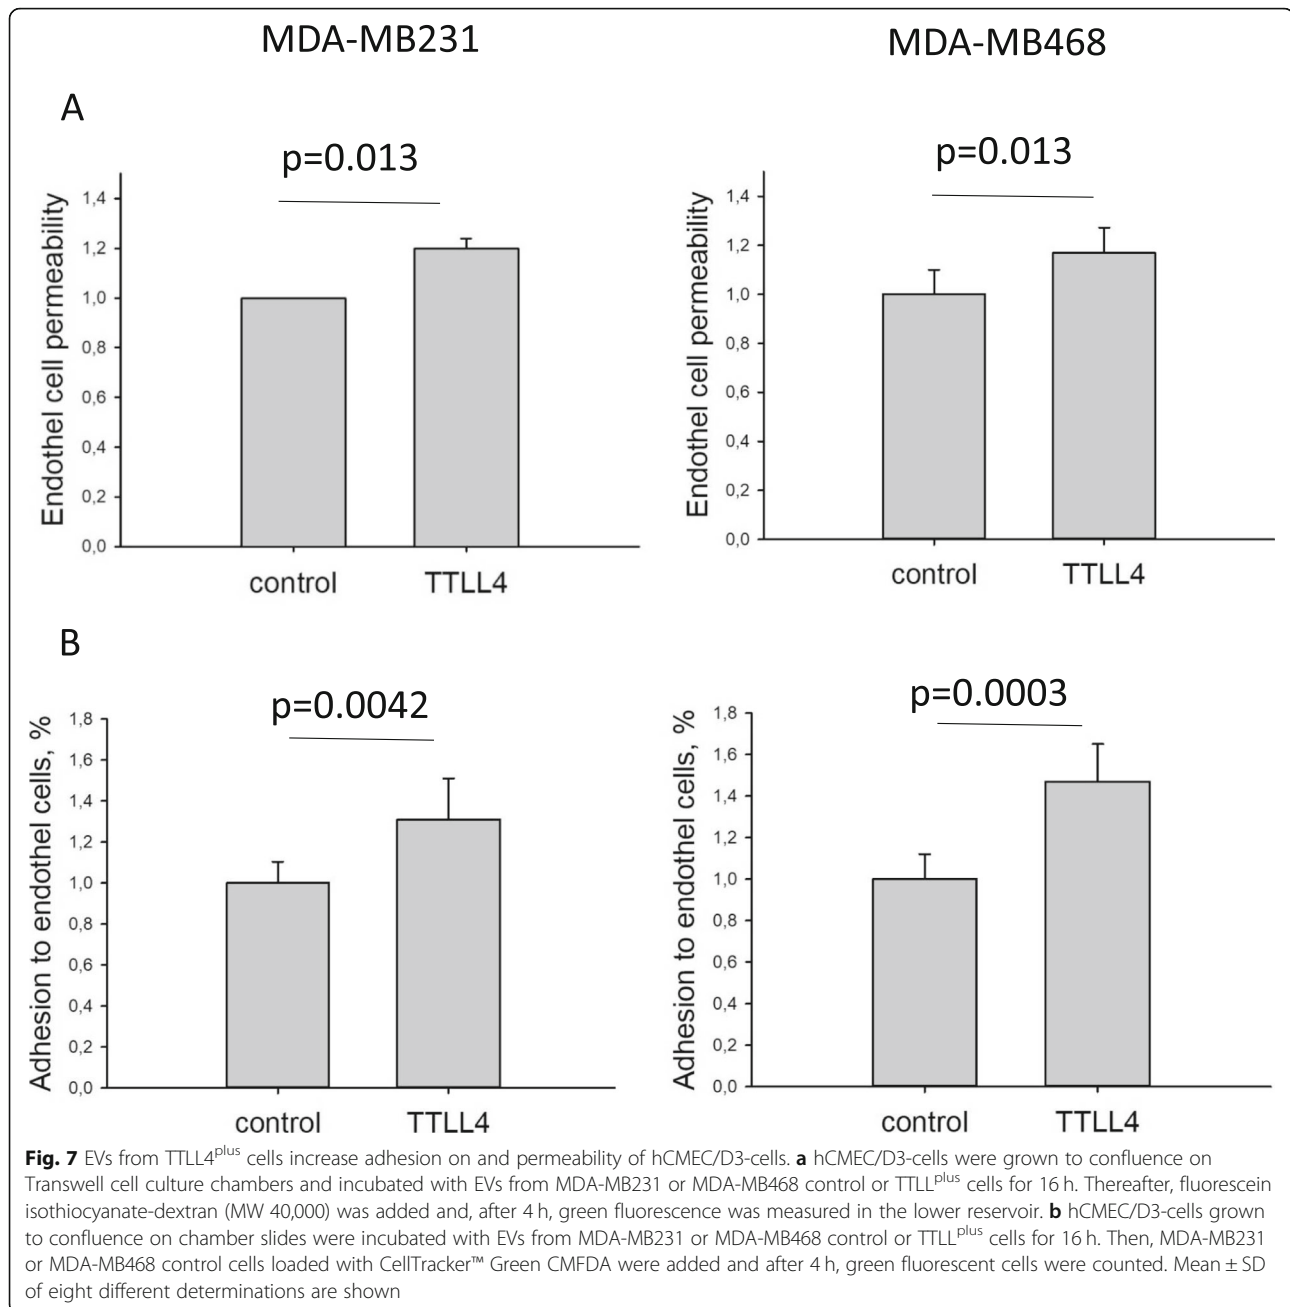 MDA-MB231
MDA-MB468
A
p=0.013
Endothel cell permeability
1,4
1,2
1,0
0,8
0,6
0,4
0,2
0,0
control
TTLL4
p=0.013
Endothel cell permeability
1,4
1,2
1,0
0,8
0,6
0,4
0,2
0,0
control
TTLL4
B
p=0.0042
Adhesion to endothel cells, %
1,8
1,6
1,4
1,2
1,0
0,8
0,6
0,4
0,2
0,0
control
TTLL4
p=0.0003
Adhesion to endothel cells, %
1,8
1,6
1,4
1,2
1,0
0,8
0,6
0,4
0,2
0,0
control
TTLL4
Fig. 7 EVs from TTLL4plus cells increase adhesion on and permeability of hCMEC/D3-cells. a hCMEC/D3-cells were grown to confluence on
Transwell cell culture chambers and incubated with EVs from MDA-MB231 or MDA-MB468 control or TTLLplus cells for 16 h. Thereafter, fluorescein
isothiocyanate-dextran (MW 40,000) was added and, after 4 h, green fluorescence was measured in the lower reservoir. b hCMEC/D3-cells grown
to confluence on chamber slides were incubated with EVs from MDA-MB231 or MDA-MB468 control or TTLLplus cells for 16 h. Then, MDA-MB231
or MDA-MB468 control cells loaded with CellTracker™ Green CMFDA were added and after 4 h, green fluorescent cells were counted. Mean ± SD
of eight different determinations are shown